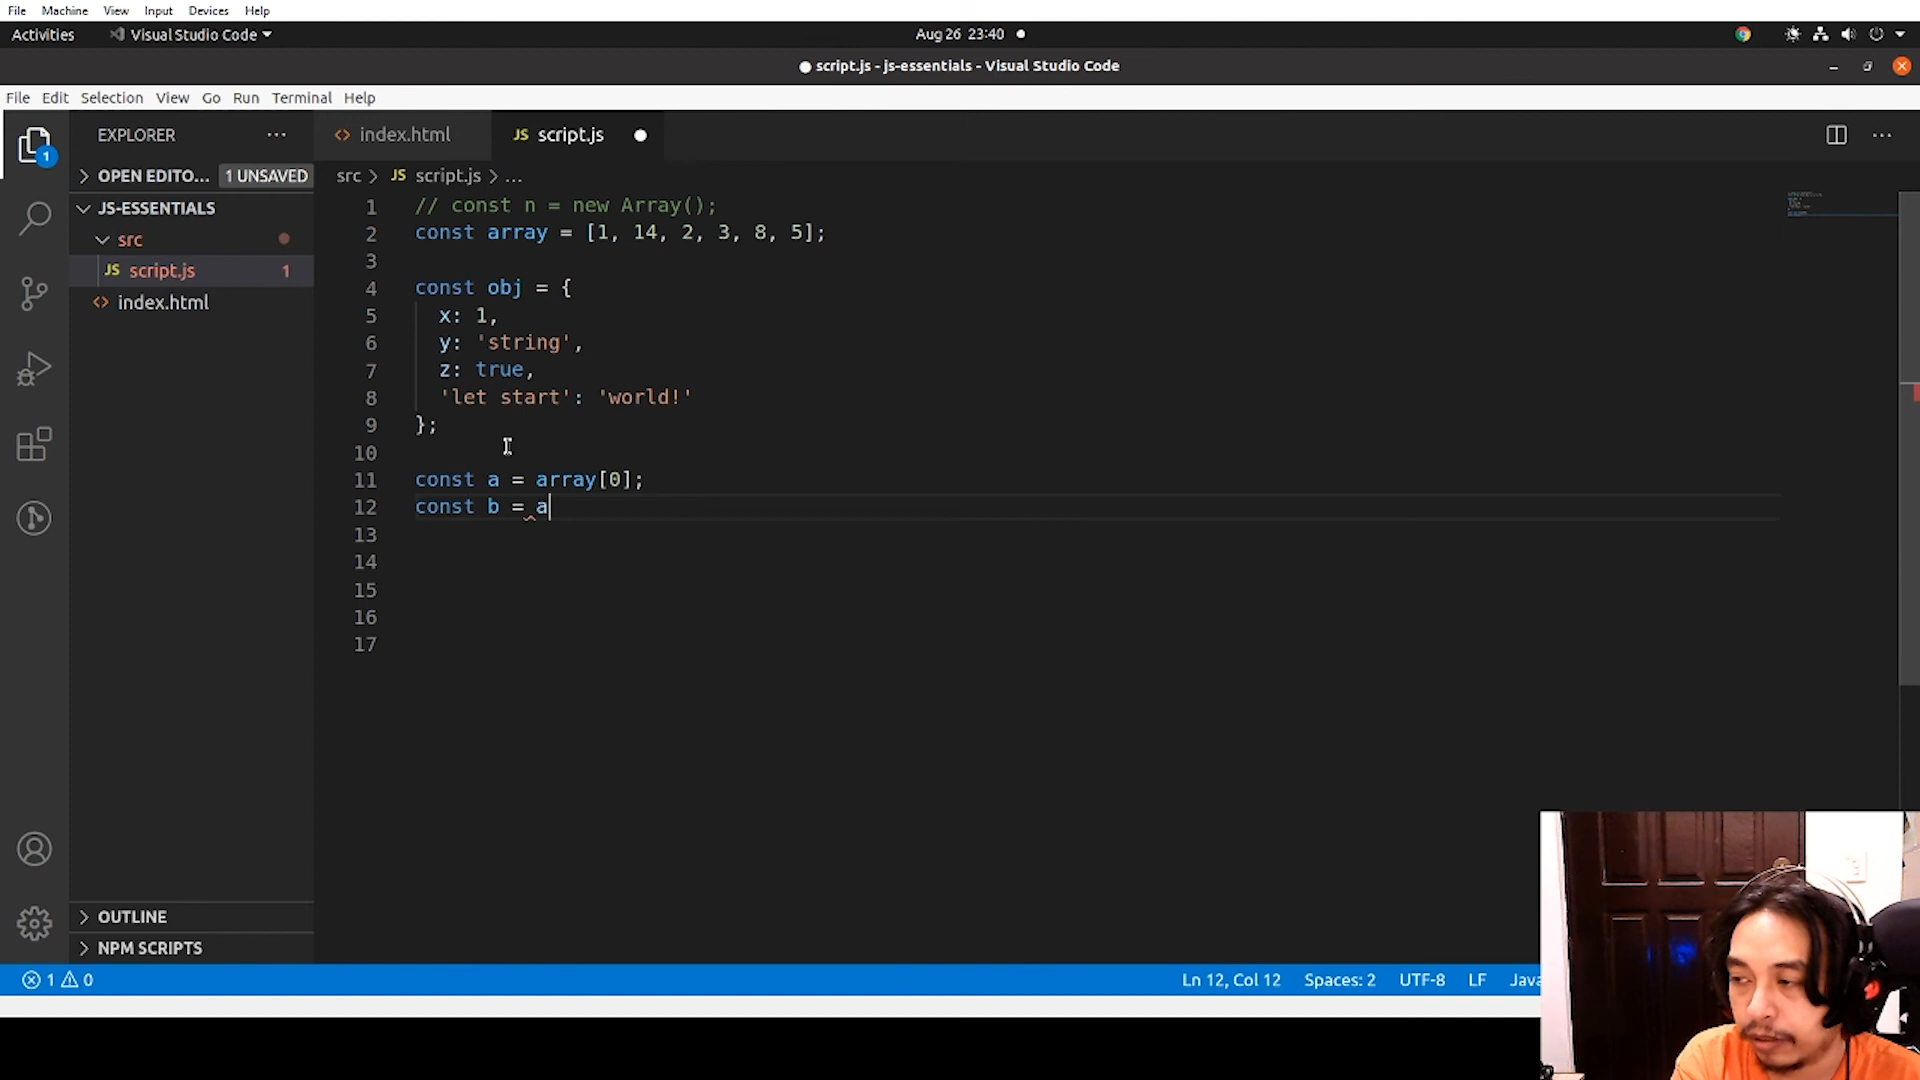 File Machine View Input Devices Help
Activities Visual Studio Code Aug 26 23:40
script.js - js-essentials - Visual Studio Code
File Edit Selection View Go Run Terminal Help
EXPLORER ... index.html JS script.js
OPEN EDITO... 1 UNSAVED src > JS script.js > ...
JS-ESSENTIALS
src
JS script.js 1
index.html
1 // const n = new Array();
2 const array = [1, 14, 2, 3, 8, 5];
3
4 const obj = {
5 x: 1,
6 y: 'string',
7 z: true,
8 'let start': 'world!'
9 };
10
11 const a = array[0];
12 const b = a
13
14
15
16
17
1
OUTLINE
NPM SCRIPTS
1 0 Ln 12, Col 12 Spaces: 2 UTF-8 LF Java